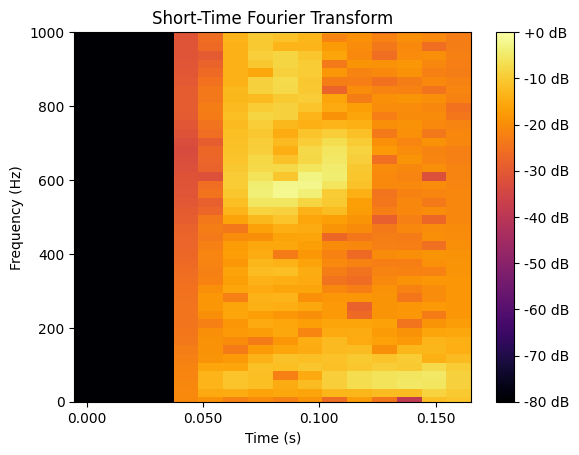 Short-Time Fourier Transform
1000
800
600
400
200
0
Frequency (Hz)
0.000
0.050
0.100
0.150
Time (s)
+0 dB
-10 dB
-20 dB
-30 dB
-40 dB
-50 dB
-60 dB
-70 dB
-80 dB